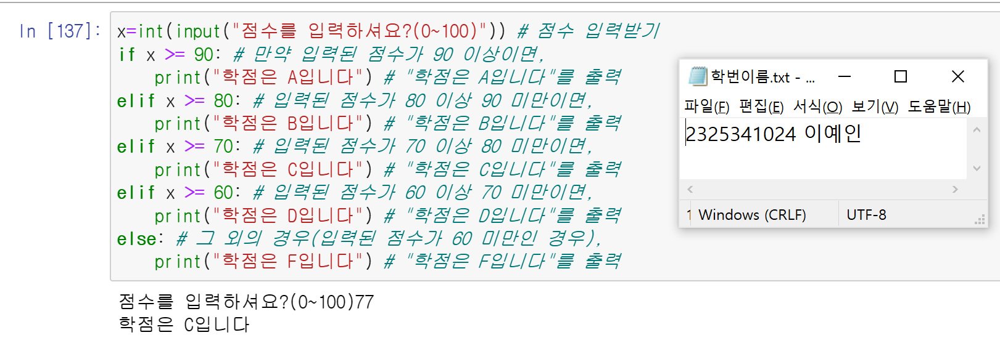 In [137]:
x=int(input("점수를 입력하셔요?(0~100)")) # 점수 입력받기
if x >= 90: # 만약 입력된 점수가 90 이상이면,
    print("학점은 A입니다") # "학점은 A입니다"를 출력
elif x >= 80: # 입력된 점수가 80 이상 90 미만이면,
    print("학점은 B입니다") # "학점은 B입니다"를 출력
elif x >= 70: # 입력된 점수가 70 이상 80 미만이면,
    print("학점은 C입니다") # "학점은 C입니다"를 출력
elif x >= 60: # 입력된 점수가 60 이상 70 미만이면,
    print("학점은 D입니다") # "학점은 D입니다"를 출력
else: # 그 외의 경우(입력된 점수가 60 미만인 경우),
    print("학점은 F입니다") # "학점은 F입니다"를 출력
점수를 입력하셔요?(0~100)77
학점은 C입니다
학번이름.txt - ...
파일(F) 편집(E) 서식(O) 보기(V) 도움말(H)
2325341024 이예인
Windows (CRLF) UTF-8